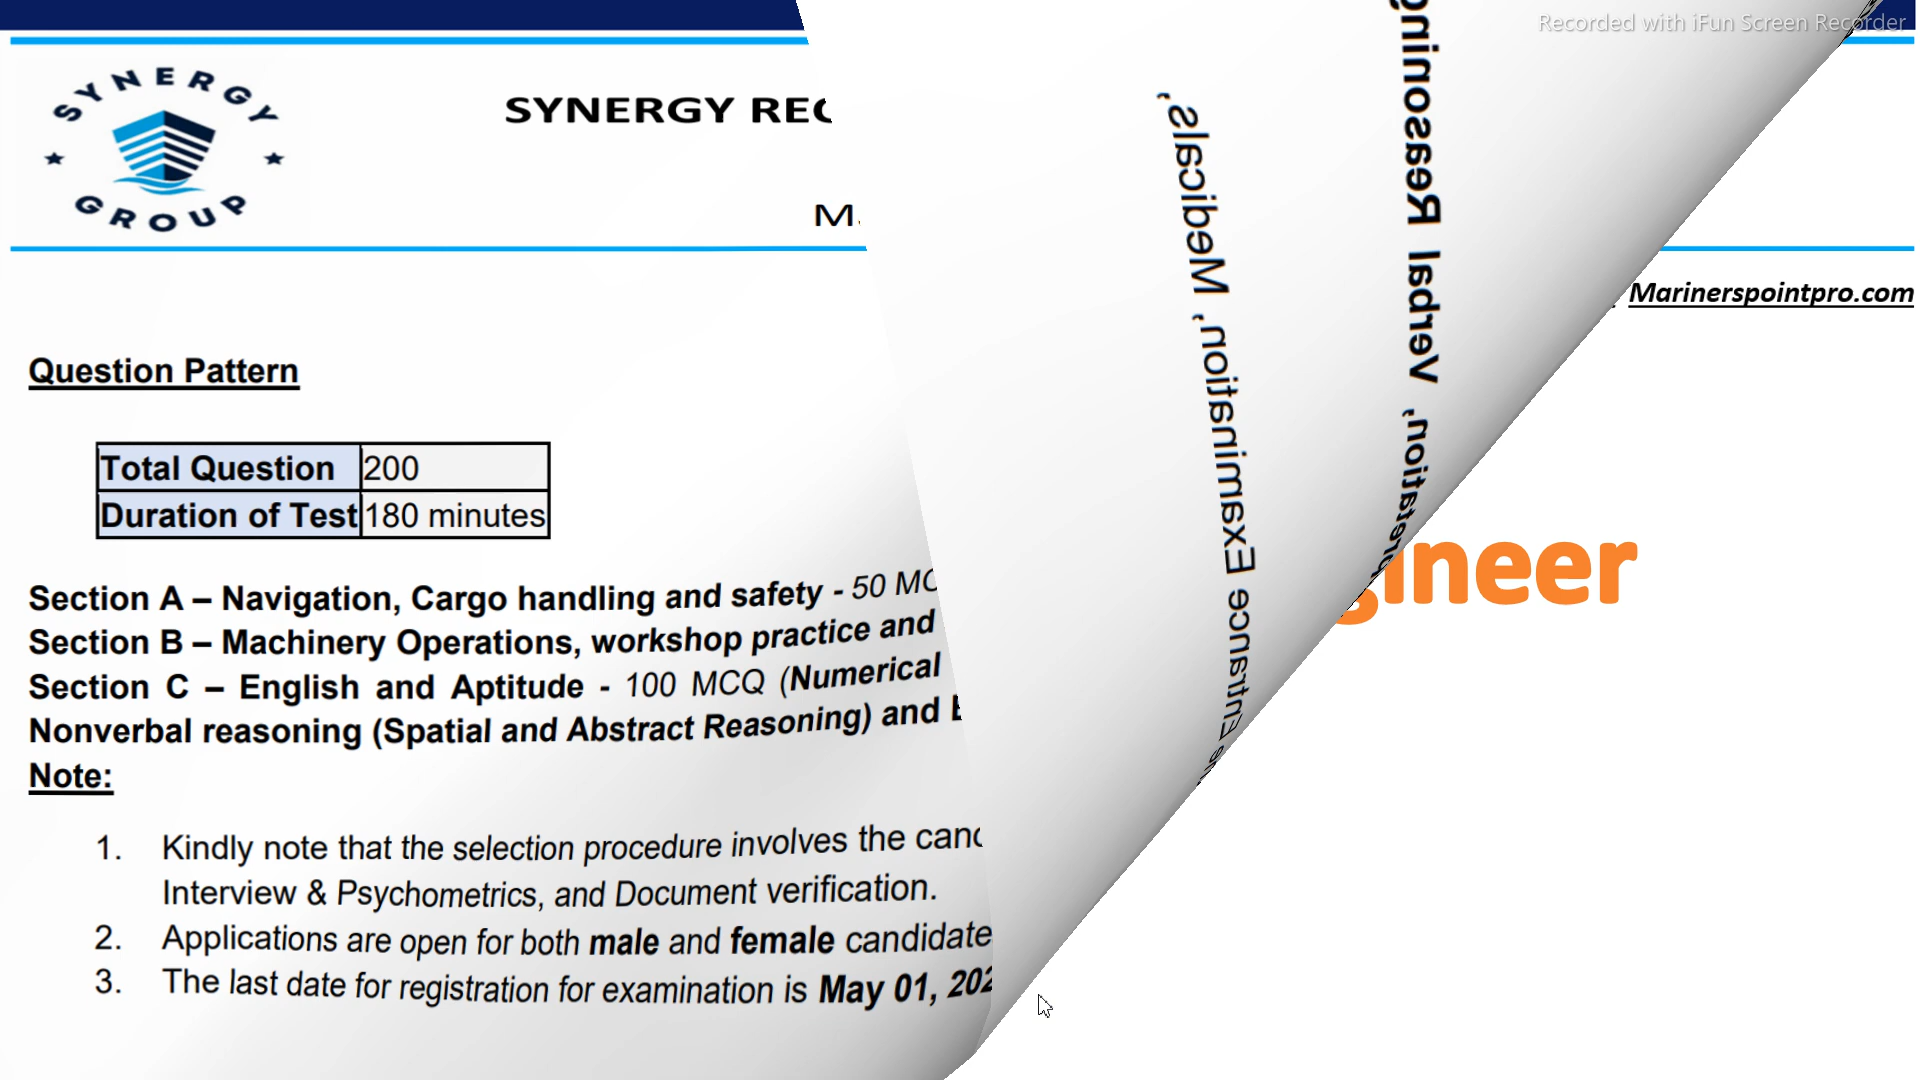 Recorded with iFun Screen Recorder
SYNERGY
GROUP
SYNERGY REC
M
Marinerspointpro.com
Question Pattern
Total Question 200
Duration of Test 180 minutes
Section A – Navigation, Cargo handling and safety - 50 MC
Section B – Machinery Operations, workshop practice and
Section C – English and Aptitude - 100 MCQ (Numerical
Nonverbal reasoning (Spatial and Abstract Reasoning) and
Note:
1. Kindly note that the selection procedure involves the cand
Interview & Psychometrics, and Document verification.
2. Applications are open for both male and female candidate
3. The last date for registration for examination is May 01, 202
Entrance Examination, Medicals,
Verbal Reasoning
ineer